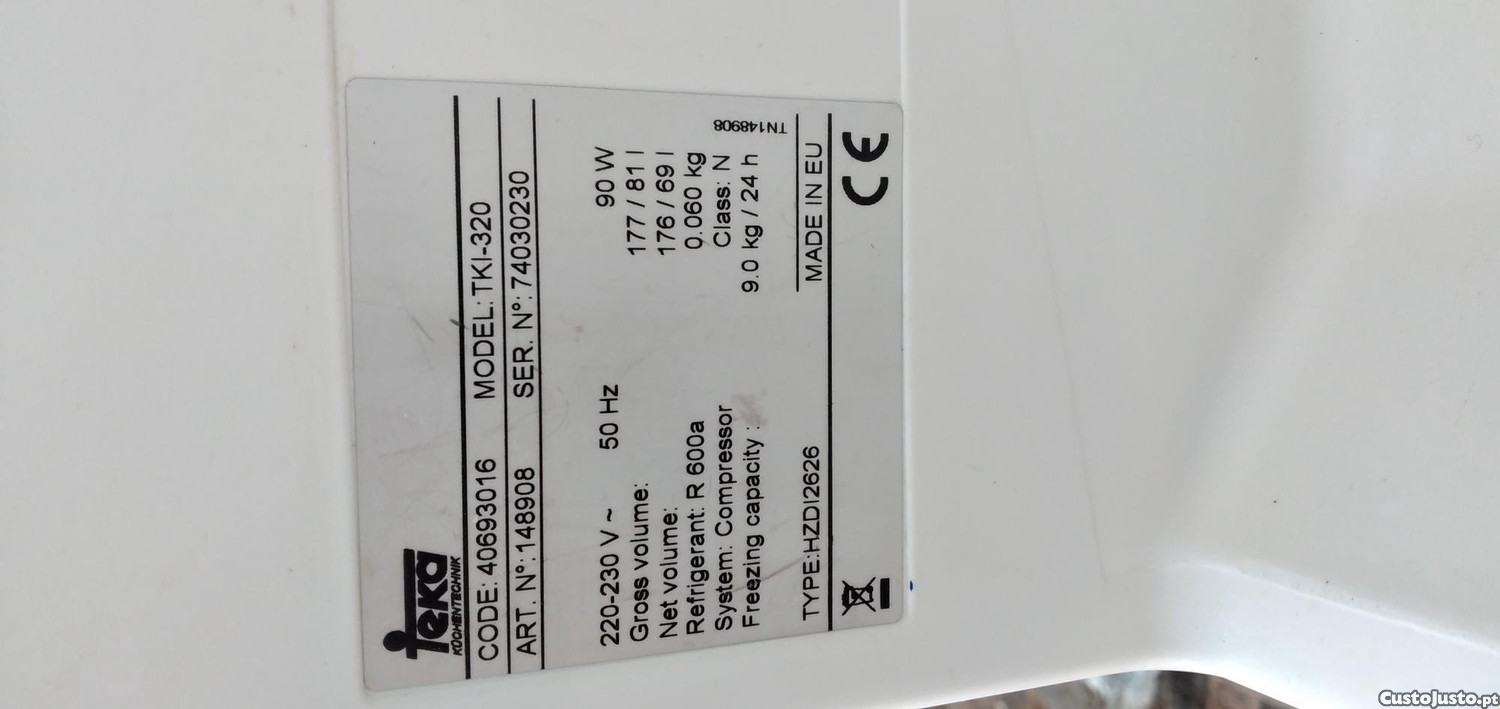 teka
KÜCHENTECHNIK
CODE: 40693016 MODEL: TKI-320
ART. N°: 148908 SER. N°: 74030230
220-230 V ~ 50 Hz 90 W
Gross volume: 177 / 81 l
Net volume: 176 / 69 l
Refrigerant: R 600a 0.060 kg
System: Compressor Class: N
Freezing capacity : 9.0 kg / 24 h
TN148908
TYPE:HZDI2626 MADE IN EU
CE
CustoJusto.pt